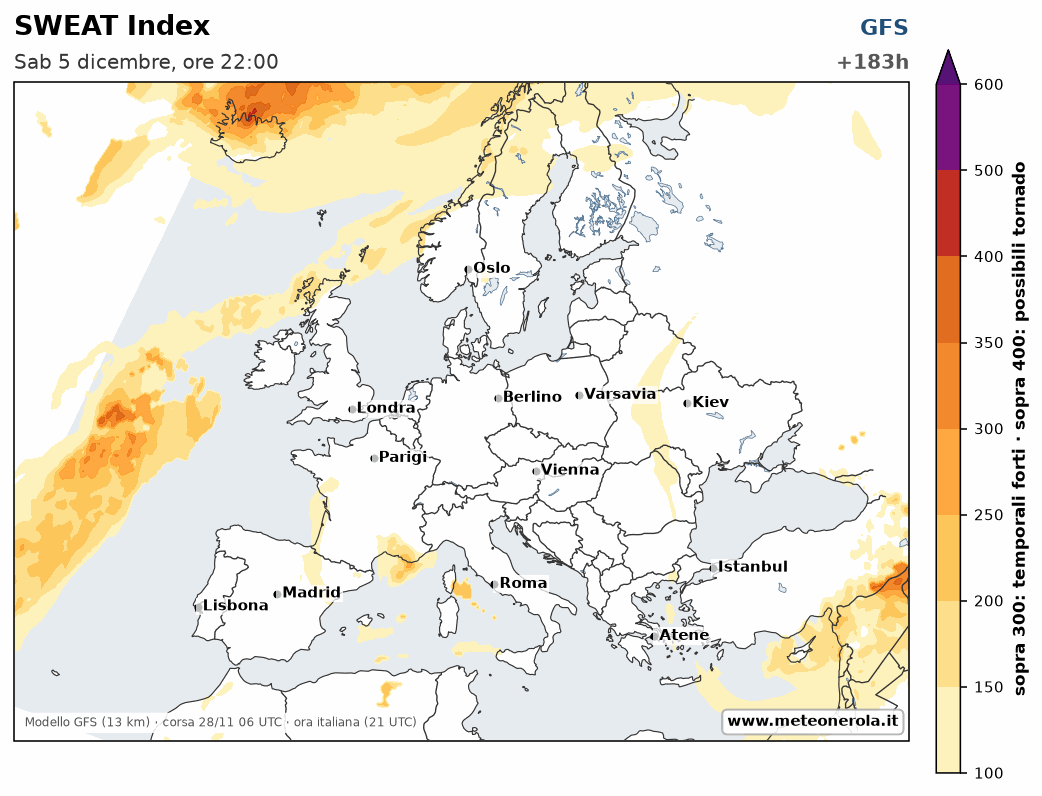 SWEAT Index
GFS
Sab 5 dicembre, ore 22:00
+183h
600
500
400
350
300
250
200
150
100
sopra 300: temporali forti · sopra 400: possibili tornado
Oslo
Berlino
Varsavia
Kiev
Londra
Parigi
Vienna
Istanbul
Roma
Madrid
Lisbona
Atene
Modello GFS (13 km) · corsa 28/11 06 UTC · ora italiana (21 UTC)
www.meteonerola.it